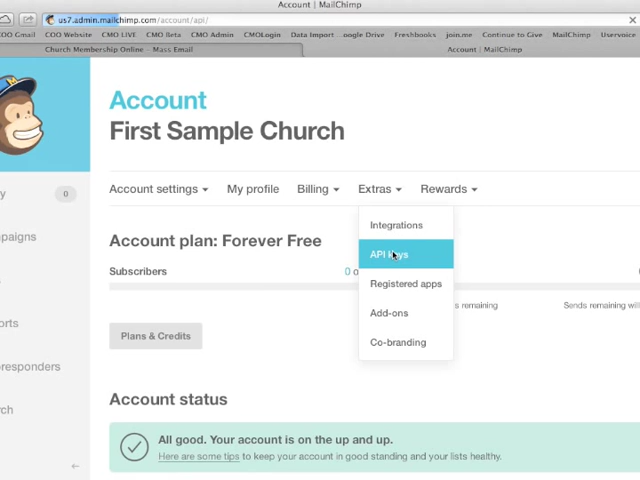 Account | MailChimp
us7.admin.mailchimp.com/account/api/
COO Gmail COO Website CMO LIVE CMO Beta CMO Admin CMOLogin Data Import ...oogle Drive Freshbooks join.me Continue to Give MailChimp Uservoice
Church Membership Online – Mass Email
Account | MailChimp
Account
First Sample Church
0
Account settings My profile Billing Extras Rewards
Integrations
API keys
Registered apps
Add-ons
Co-branding
Account plan: Forever Free
Subscribers
0
remaining
Sends remaining
Plans & Credits
Account status
All good. Your account is on the up and up.
Here are some tips to keep your account in good standing and your lists healthy.